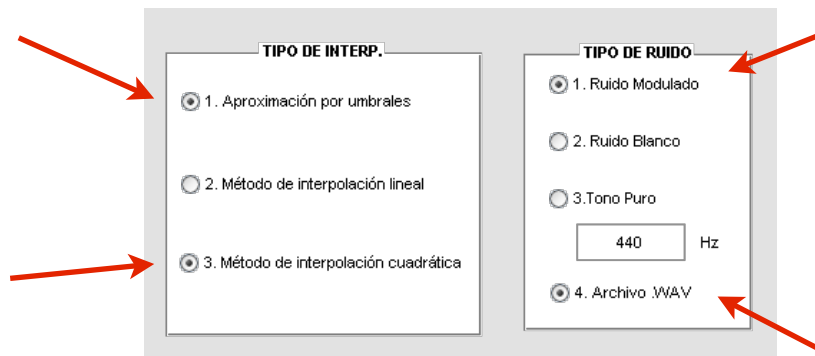 TIPO DE INTERP.
1. Aproximación por umbrales
2. Método de interpolación lineal
3. Método de interpolación cuadrática
TIPO DE RUIDO
1. Ruido Modulado
2. Ruido Blanco
3.Tono Puro
440 Hz
4. Archivo .WAV